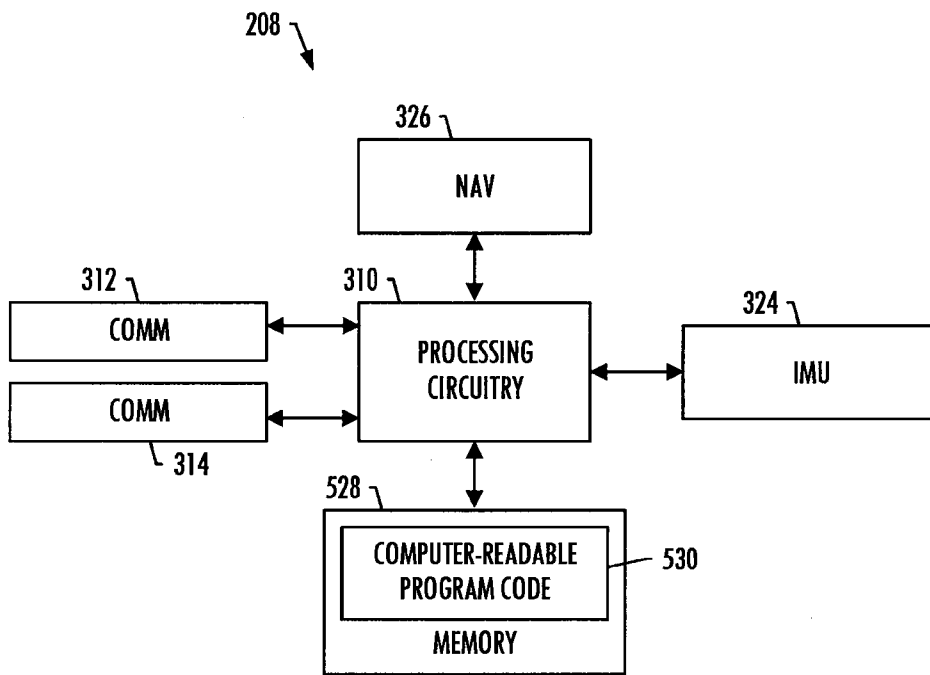 208
326
NAV
312
310
324
COMM
PROCESSING
CIRCUITRY
IMU
COMM
314
528
COMPUTER-READABLE
PROGRAM CODE
530
MEMORY